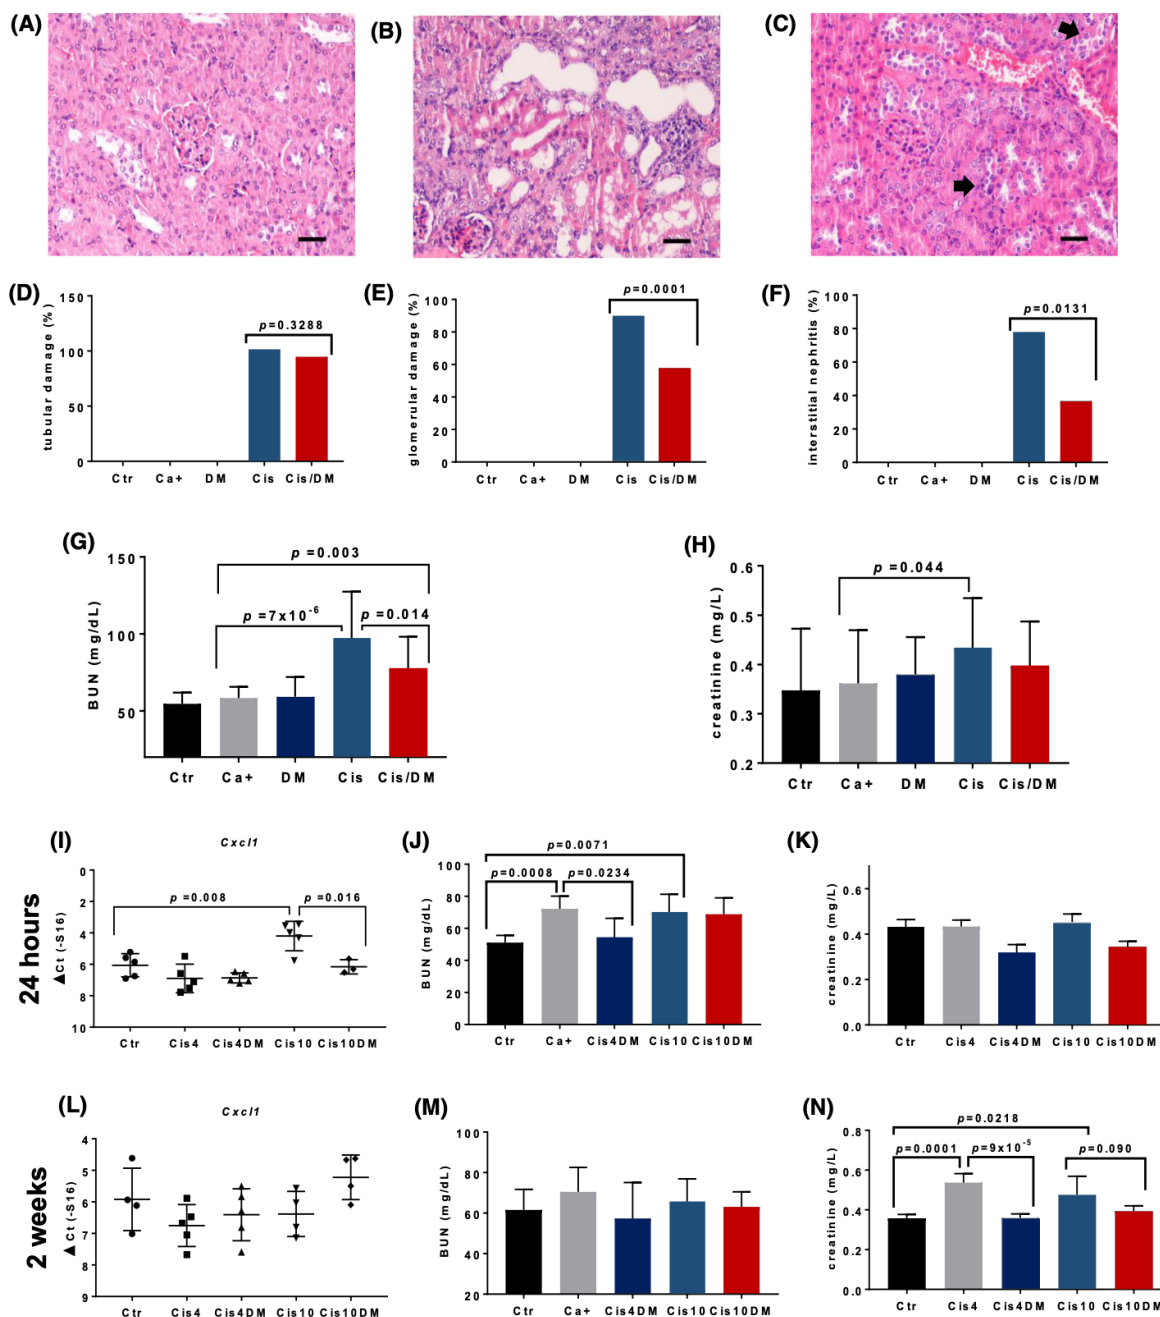 (A)
(B)
(C)
(D)
150
100
50
0
tubular damage (%)
p=0.3288
Ctr Ca+ DM Cis Cis/DM
(E)
100
80
60
40
20
0
glomerular damage (%)
p=0.0001
Ctr Ca+ DM Cis Cis/DM
(F)
100
80
60
40
20
0
interstitial nephritis (%)
p=0.0131
Ctr Ca+ DM Cis Cis/DM
(G)
150
100
50
BUN (mg/dL)
p =0.003
p =7x10-6
p =0.014
Ctr Ca+ DM Cis Cis/DM
(H)
0.6
0.5
0.4
0.3
0.2
creatinine (mg/L)
p =0.044
Ctr Ca+ DM Cis Cis/DM
24 hours
(I)
Cxcl1
0
2
4
6
8
10
▲Ct (-S16)
p =0.008
p =0.016
Ctr Cis4 Cis4DM Cis10 Cis10DM
(J)
100
80
60
40
20
0
BUN (mg/dL)
p=0.0071
p=0.0008
p=0.0234
Ctr Ca+ Cis4DM Cis10 Cis10DM
(K)
0.6
0.4
0.2
0.0
creatinine (mg/L)
Ctr Cis4 Cis4DM Cis10 Cis10DM
2 weeks
(L)
Cxcl1
4
5
6
7
8
9
▲Ct (-S16)
Ctr Cis4 Cis4DM Cis10 Cis10DM
(M)
100
80
60
40
20
BUN (mg/dL)
Ctr Ca+ Cis4DM Cis10 Cis10DM
(N)
0.8
0.6
0.4
0.2
0.0
creatinine (mg/L)
p=0.0218
p=0.0001
p=9x10-5
p=0.090
Ctr Cis4 Cis4DM Cis10 Cis10DM